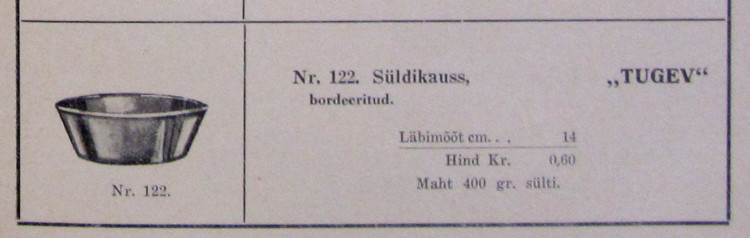 Nr. 122.
Nr. 122. Süldikauss, „TUGEV“
bordeeritud.
Läbimõõt cm. . . 14
Hind Kr. 0,60
Maht 400 gr. sülti.